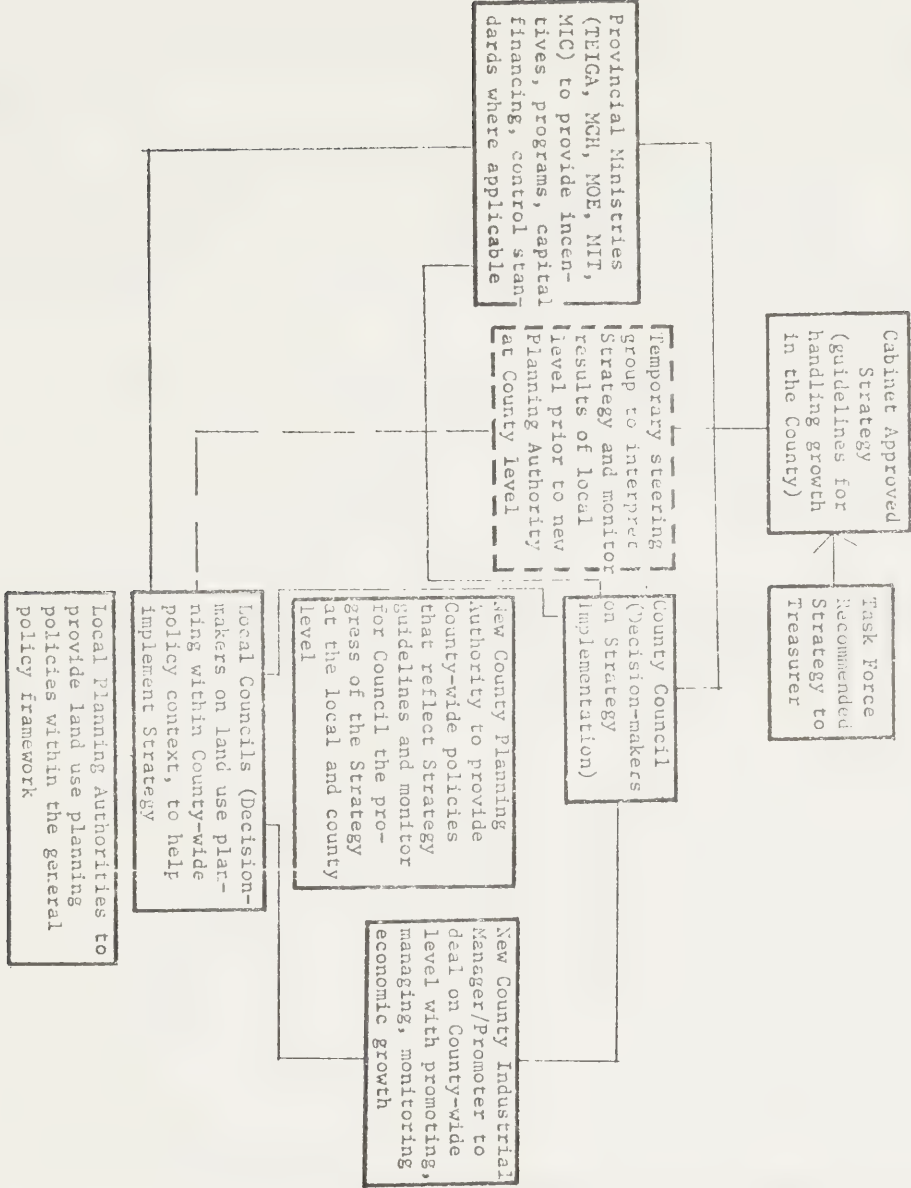 Cabinet Approved
Strategy
(guidelines for
handling growth
in the County)
Task Force
Recommended
Strategy to
Treasurer
Provincial Ministries
(TEIGA, MCH, MOE, MIT,
MIC) to provide incen-
tives, programs, capital
financing, control stan-
dards where applicable
Temporary steering
group to interpret
Strategy and monitor
results of local
level prior to new
Planning Authority
at County level
County Council
(Decision-makers
on Strategy
implementation)
New County Planning
Authority to provide
County-wide policies
that reflect Strategy
guidelines and monitor
for Council the pro-
gress of the Strategy
at the local and county
level
New County Industrial
Manager/Promoter to
deal on County-wide
level with promoting,
managing, monitoring
economic growth
Local Councils (Decision-
makers on land use plan-
ning within County-wide
policy context, to help
implement Strategy
Local Planning Authorities to
provide land use planning
policies within the general
policy framework